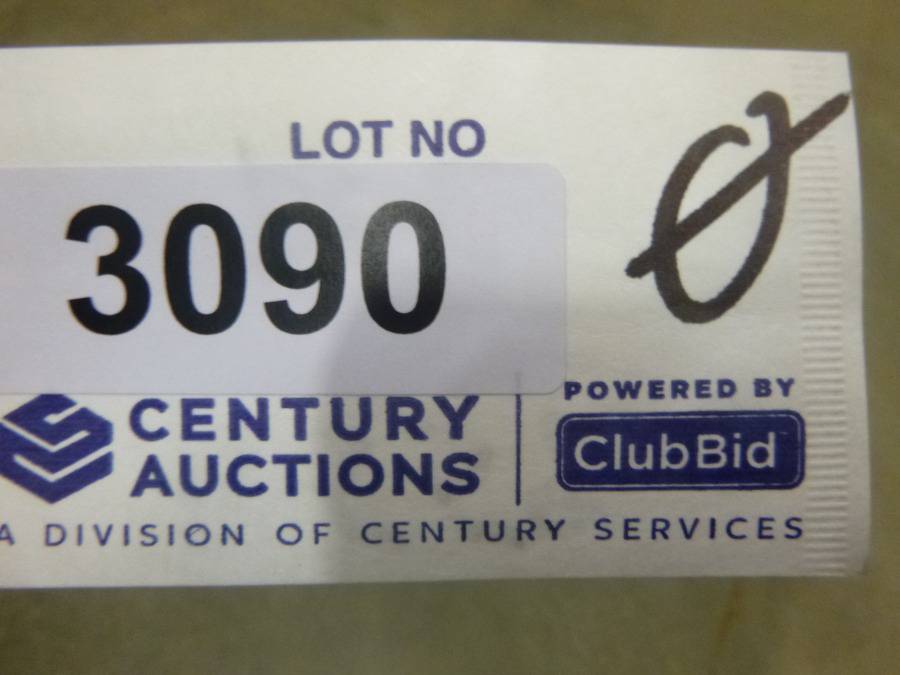 LOT NO
3090
Ø
CENTURY
AUCTIONS
POWERED BY
ClubBid
A DIVISION OF CENTURY SERVICES